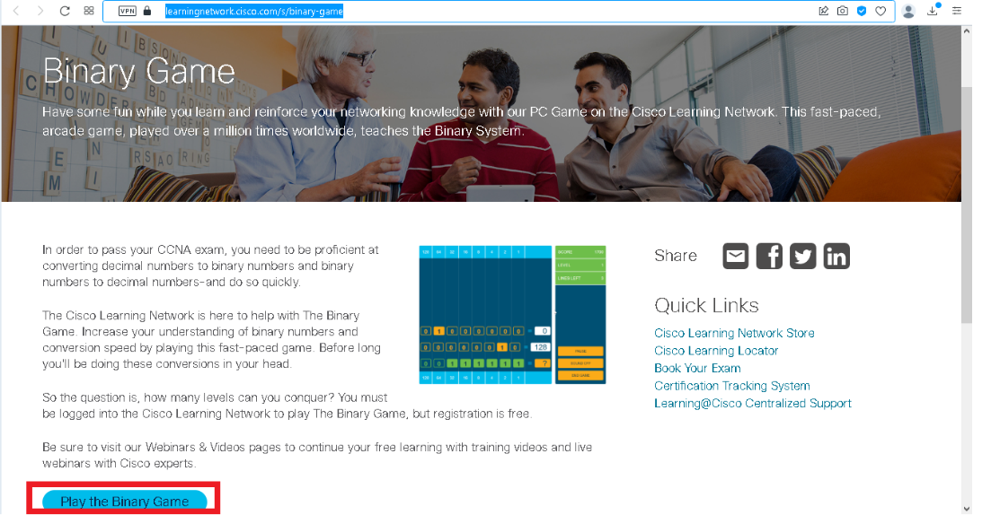 VPN
learningnetwork.cisco.com/s/binary-game
Binary Game
Have some fun while you learn and reinforce your networking knowledge with our PC Game on the Cisco Learning Network. This fast-paced,
arcade game, played over a million times worldwide, teaches the Binary System.
In order to pass your CCNA exam, you need to be proficient at
converting decimal numbers to binary numbers and binary
numbers to decimal numbers–and do so quickly.
The Cisco Learning Network is here to help with The Binary
Game. Increase your understanding of binary numbers and
conversion speed by playing this fast-paced game. Before long
you'll be doing these conversions in your head.
So the question is, how many levels can you conquer? You must
be logged into the Cisco Learning Network to play The Binary Game, but registration is free.
Be sure to visit our Webinars & Videos pages to continue your free learning with training videos and live
webinars with Cisco experts.
Play the Binary Game
128 64 32 16 8 4 2 1
SCORE
LEVEL 1
LINES LEFT
0 1 0 0 0 0 0 0 = 0
0 0 0 0 0 0 1 0 = 128
0 0 1 1 1 1 1 1 = ?
128 64 32 16 8 4 2 1
PAUSE
SOUND OFF
END GAME
Share
Quick Links
Cisco Learning Network Store
Cisco Learning Locator
Book Your Exam
Certification Tracking System
Learning@Cisco Centralized Support